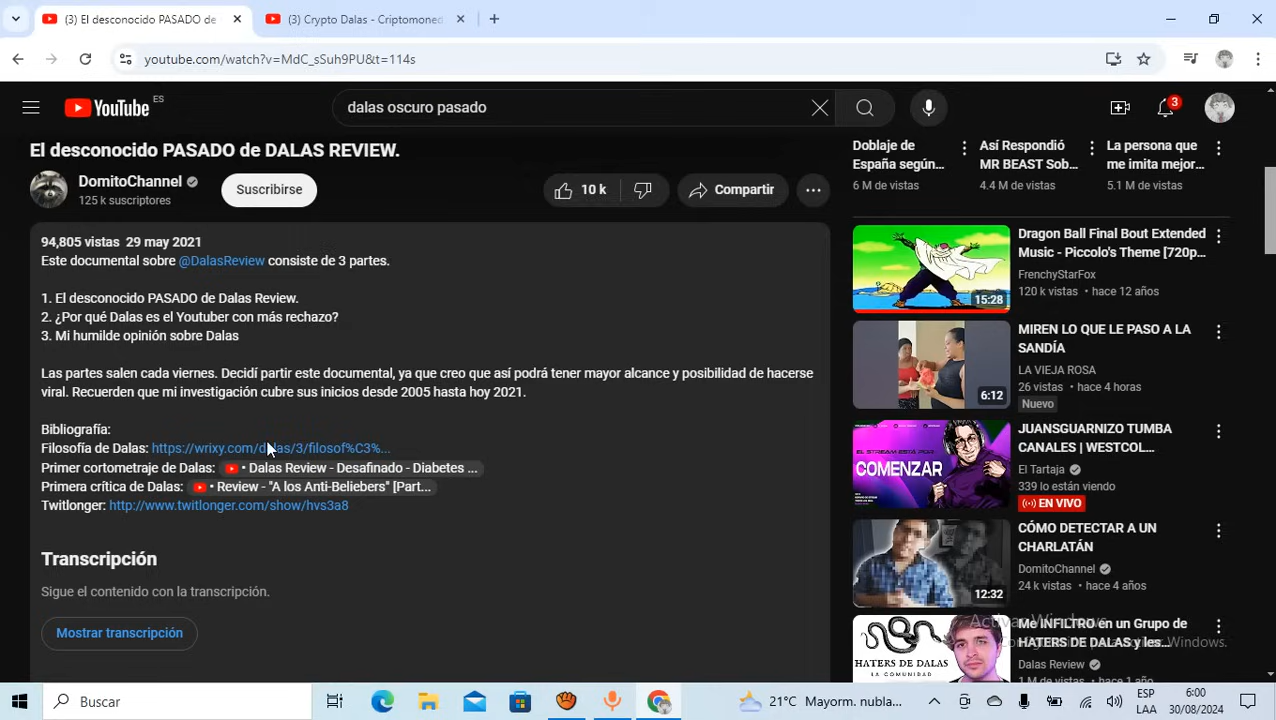 (3) El desconocido PASADO de
(3) Crypto Dalas - Criptomoned
youtube.com/watch?v=MdC_sSuh9PU&t=114s
YouTube ES
dalas oscuro pasado
3
El desconocido PASADO de DALAS REVIEW.
DomitoChannel
125 k suscriptores
Suscribirse
10 k
Compartir
94,805 vistas 29 may 2021
Este documental sobre @DalasReview consiste de 3 partes.
1. El desconocido PASADO de Dalas Review.
2. ¿Por qué Dalas es el Youtuber con más rechazo?
3. Mi humilde opinión sobre Dalas
Las partes salen cada viernes. Decidí partir este documental, ya que creo que así podrá tener mayor alcance y posibilidad de hacerse
viral. Recuerden que mi investigación cubre sus inicios desde 2005 hasta hoy 2021.
Bibliografía:
Filosofía de Dalas: https://wrixy.com/dalas/3/filosof%C3%...
Primer cortometraje de Dalas: • Dalas Review - Desafinado - Diabetes ...
Primera crítica de Dalas: • Review - "A los Anti-Beliebers" [Part...
Twitlonger: http://www.twitlonger.com/show/hvs3a8
Transcripción
Sigue el contenido con la transcripción.
Mostrar transcripción
Doblaje de
España según...
6 M de vistas
Así Respondió
MR BEAST Sob...
4.4 M de vistas
La persona que
me imita mejor...
5.1 M de vistas
15:28
Dragon Ball Final Bout Extended
Music - Piccolo's Theme [720p...
FrenchyStarFox
120 k vistas • hace 12 años
6:12
MIREN LO QUE LE PASO A LA
SANDÍA
LA VIEJA ROSA
26 vistas • hace 4 horas
Nuevo
EL STREAM ESTÁ POR
COMENZAR
JUANSGUARNIZO TUMBA
CANALES | WESTCOL...
El Tartaja
339 lo están viendo
EN VIVO
12:32
CÓMO DETECTAR A UN
CHARLATÁN
DomitoChannel
24 k vistas • hace 4 años
HATERS DE DALAS
LA COMUNIDAD
Me INFILTRO en un Grupo de
HATERS DE DALAS y les...
Dalas Review
Activar Windows
Windows.
Buscar
21°C Mayorm. nubla...
ESP
LAA
6:00
30/08/2024